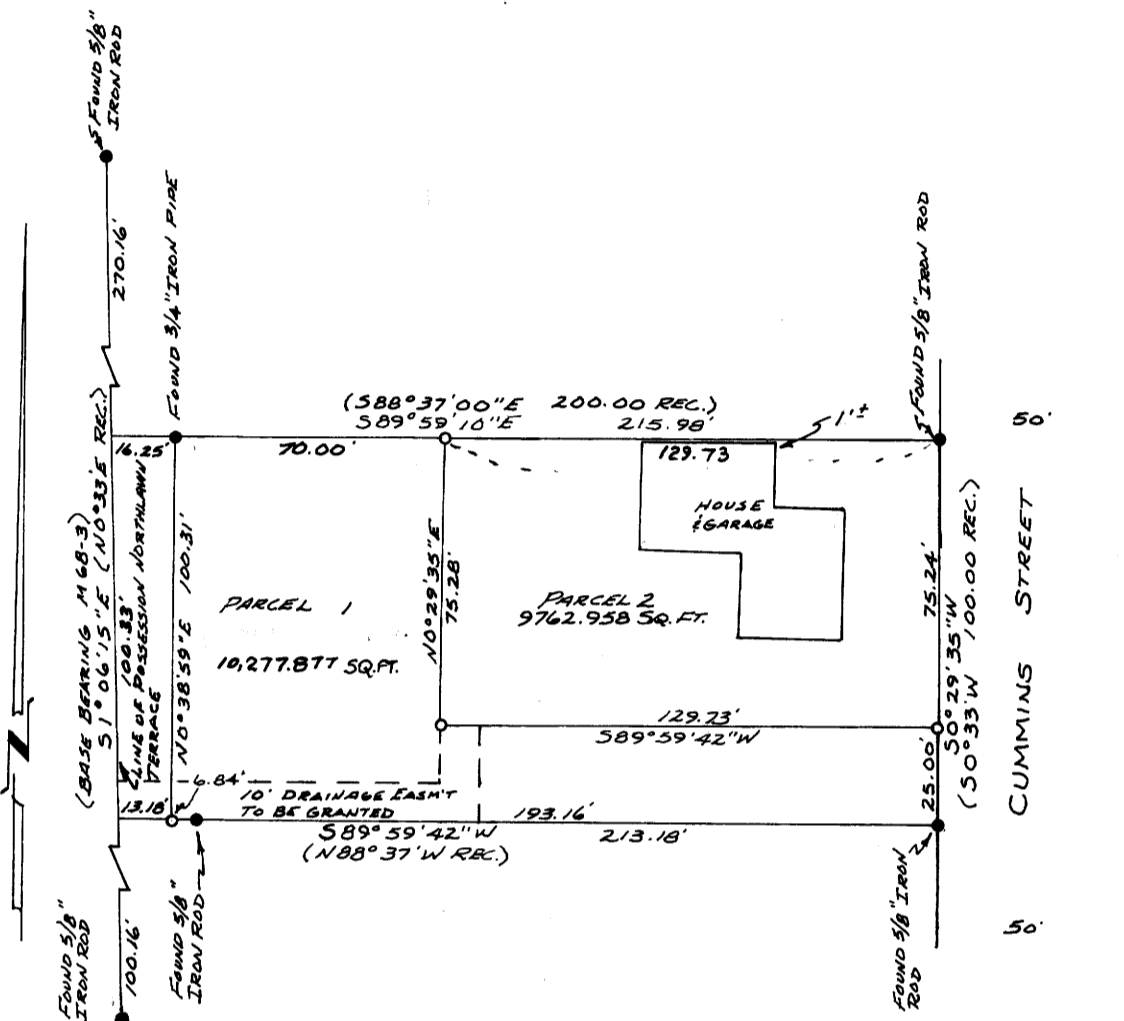 FOUND 5/8"
IRON ROD
270.16'
FOUND 3/4" IRON PIPE
FOUND 5/8" IRON ROD
(S88°37'00"E 200.00 REC.)
S89°59'10"E 215.98'
1'±
50'
16.25'
70.00'
129.73
HOUSE
& GARAGE
(BASE BEARING M68-3)
S1°06'15"E (N0°33'E REC.)
100.33'
LINE OF POSSESSION NORTHLAWN
TERRACE
N0°38'59"E 100.31'
PARCEL 1
10,277.877 SQ.FT.
N0°29'35"E
75.28'
PARCEL 2
9762.958 SQ.FT.
75.24'
S0°29'35"W
(S0°33'W 100.00 REC.)
CUMMINS STREET
129.73'
S89°59'42"W
25.00'
6.84'
13.18'
10' DRAINAGE EASM'T
TO BE GRANTED
193.16'
S89°59'42"W 213.18'
(N88°37'W REC.)
FOUND 5/8"
IRON ROD
100.16'
FOUND 5/8"
IRON ROD
FOUND 5/8" IRON
ROD
50'
N